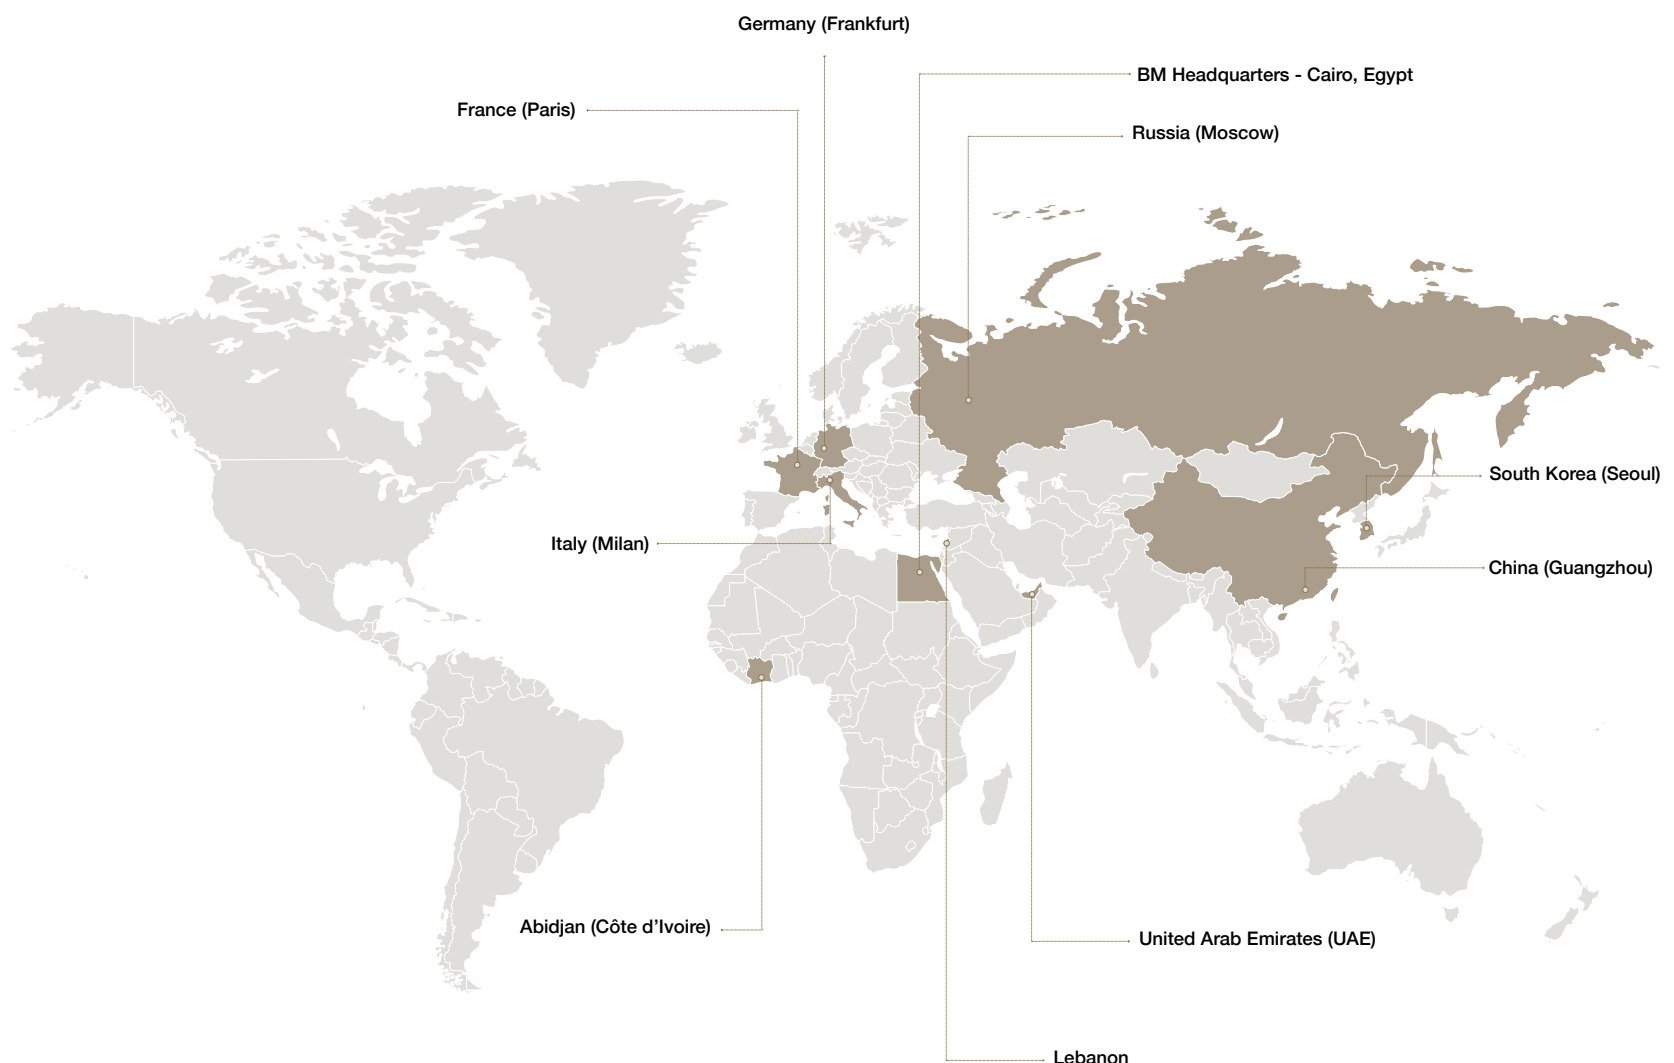 Germany (Frankfurt)
BM Headquarters - Cairo, Egypt
France (Paris)
Russia (Moscow)
South Korea (Seoul)
Italy (Milan)
China (Guangzhou)
Abidjan (Côte d’Ivoire)
United Arab Emirates (UAE)
Lebanon